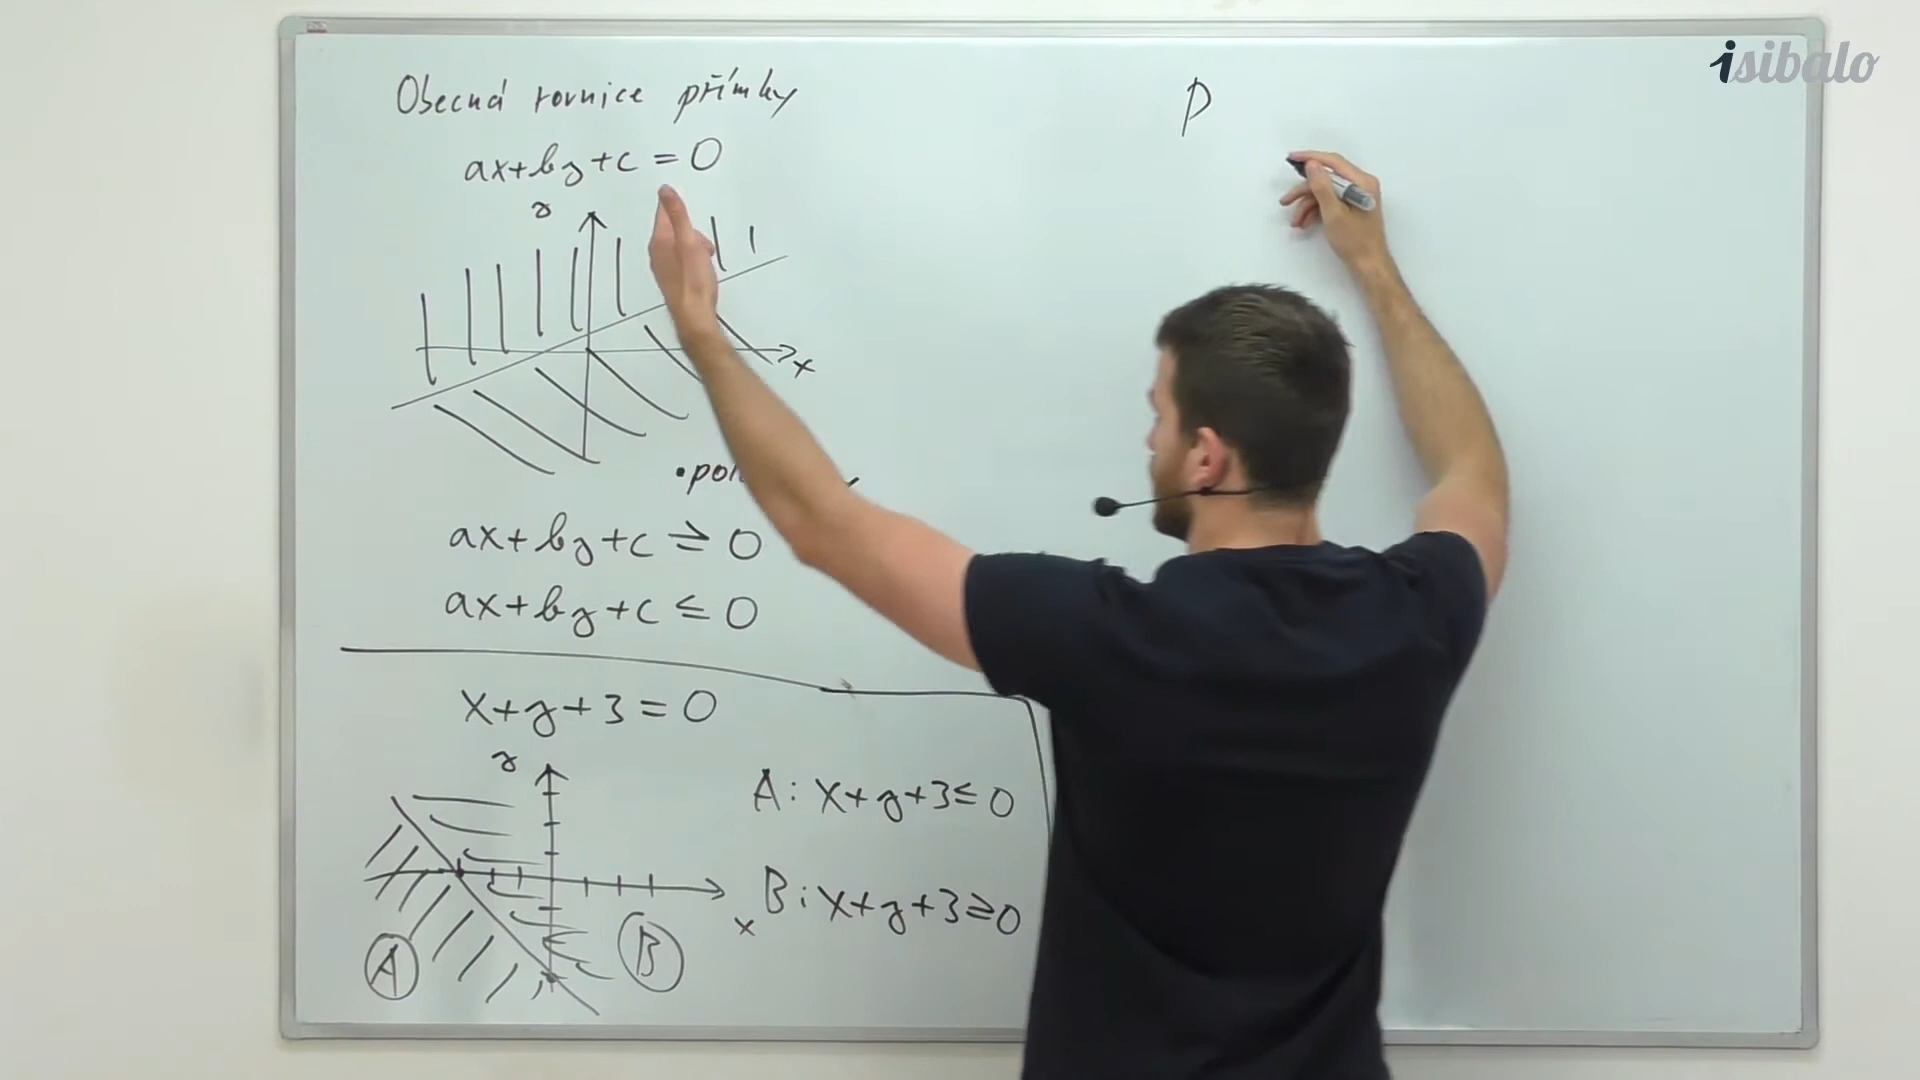 isibalo
Obecná rovnice přímky
ax+by+c = 0
y
x
ax+by+c ≥ 0
ax+by+c ≤ 0
x+y+3 = 0
y
x
A
B
A: x+y+3 ≤ 0
B: x+y+3 ≥ 0
p